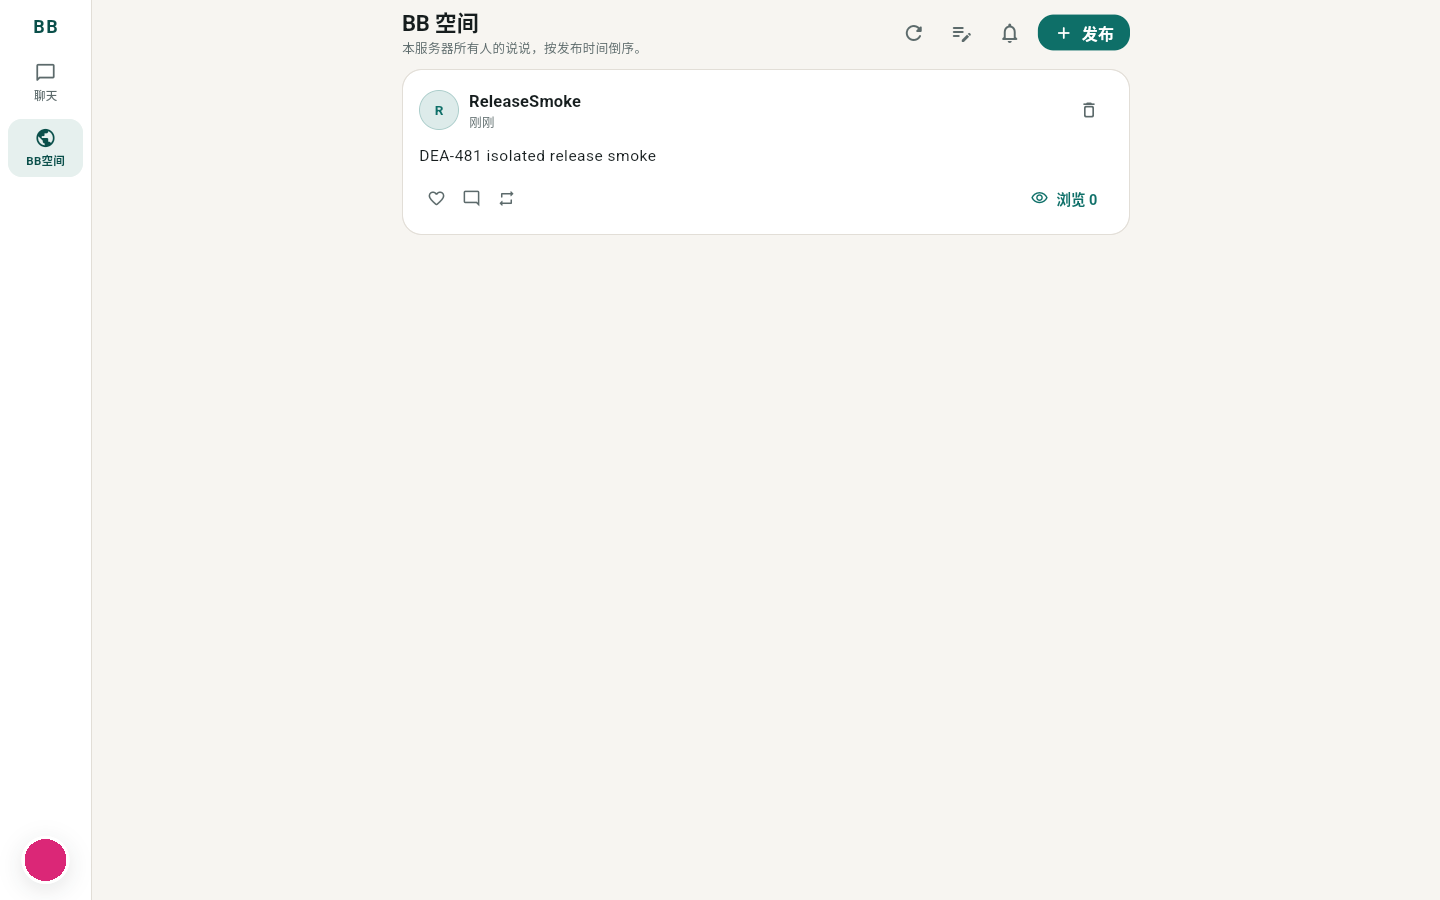 BB
聊天
BB空间
BB 空间
本服务器所有人的说说，按发布时间倒序。
发布
R
ReleaseSmoke
刚刚
DEA-481 isolated release smoke
浏览 0